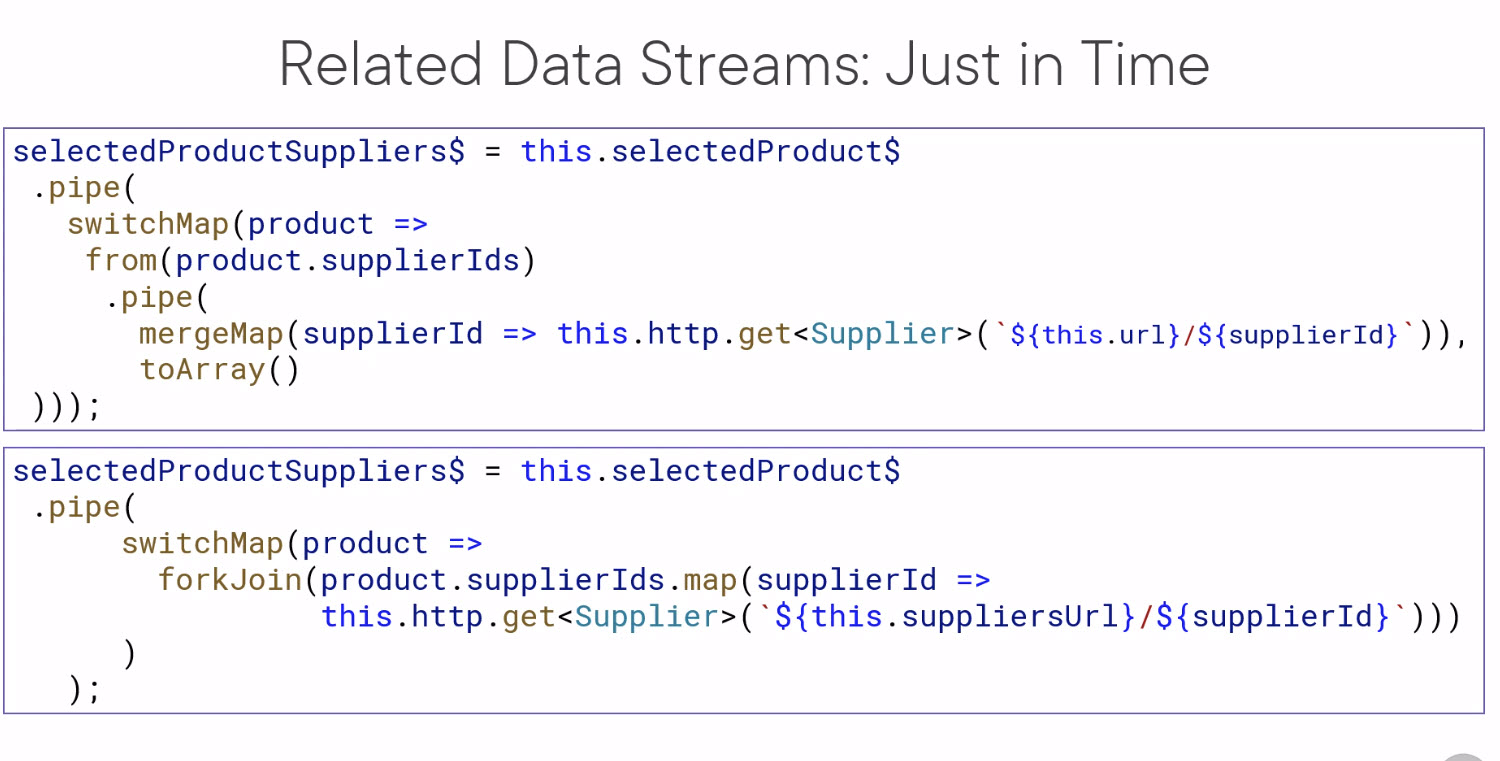 Related Data Streams: Just in Time
selectedProductSuppliers$ = this.selectedProduct$
.pipe(
switchMap(product =>
from(product.supplierIds)
.pipe(
mergeMap(supplierId => this.http.get<Supplier>(`${this.url}/${supplierId}`)),
toArray()
)));
selectedProductSuppliers$ = this.selectedProduct$
.pipe(
switchMap(product =>
forkJoin(product.supplierIds.map(supplierId =>
this.http.get<Supplier>(`${this.suppliersUrl}/${supplierId}`)))
)
);